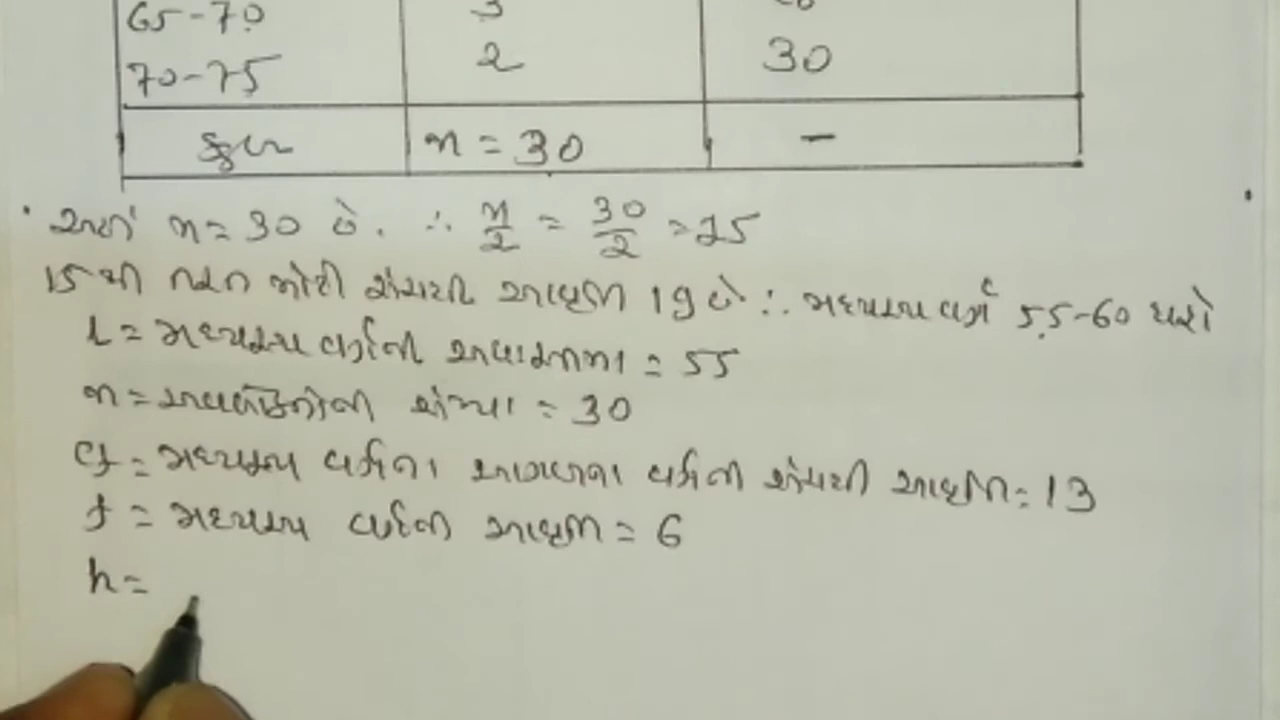 65-70 3 28
70-75 2 30
કુલ n = 30 –
અહીં n = 30 છે. ∴ n/2 = 30/2 = 15
15 થી તરત મોટી સંચયી આવૃત્તિ 19 છે ∴ મધ્યસ્થ વર્ગ 55-60 થશે
l = મધ્યસ્થ વર્ગની અધઃસીમા = 55
n = અવલોકનોની સંખ્યા = 30
cf = મધ્યસ્થ વર્ગના આગળના વર્ગની સંચયી આવૃત્તિ = 13
f = મધ્યસ્થ વર્ગની આવૃત્તિ = 6
h =